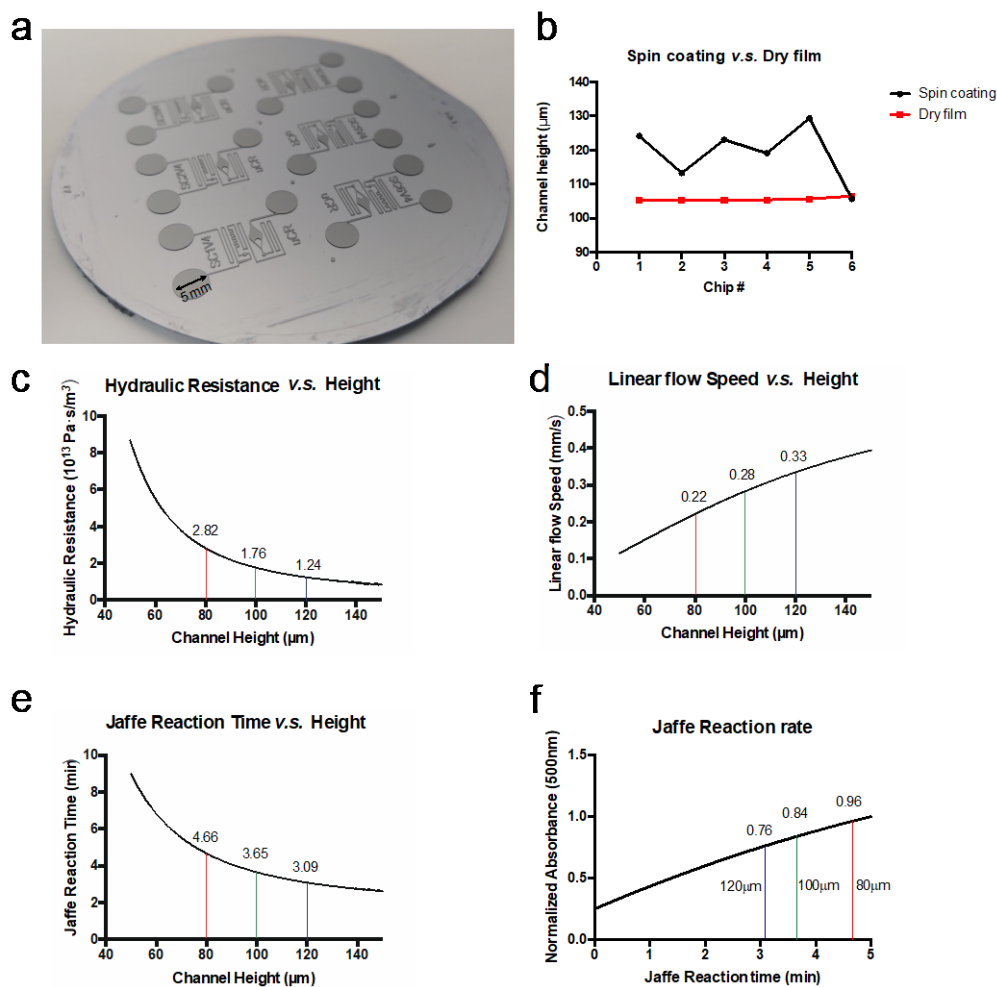 a
SC1V4
uCR
SC2V4
uCR
uCR
SC6V4
uCR
5 mm
b
Spin coating v.s. Dry film
Channel height (μm)
140
130
120
110
100
90
0 1 2 3 4 5 6
Chip #
Spin coating
Dry film
c
Hydraulic Resistance v.s. Height
Hydraulic Resistance (10¹³ Pa·s/m³)
10
8
6
4
2
0
2.82
1.76
1.24
40 60 80 100 120 140
Channel Height (μm)
d
Linear flow Speed v.s. Height
Linear flow Speed (mm/s)
0.5
0.4
0.3
0.2
0.1
0.0
0.22
0.28
0.33
40 60 80 100 120 140
Channel Height (μm)
e
Jaffe Reaction Time v.s. Height
Jaffe Reaction Time (min)
10
8
6
4
2
0
4.66
3.65
3.09
40 60 80 100 120 140
Channel Height (μm)
f
Jaffe Reaction rate
Normalized Absorbance (500nm)
1.5
1.0
0.5
0.0
0.76
0.84
0.96
120μm
100μm
80μm
0 1 2 3 4 5
Jaffe Reaction time (min)